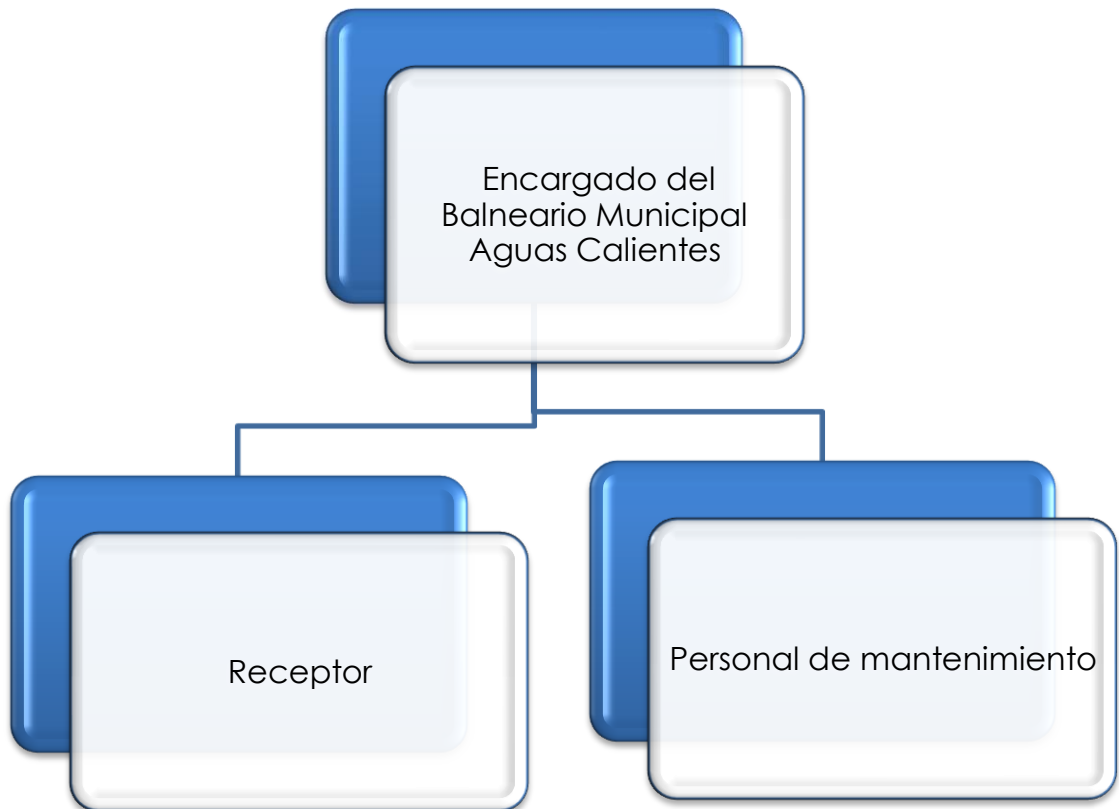 Encargado del
Balneario Municipal
Aguas Calientes
Receptor
Personal de mantenimiento